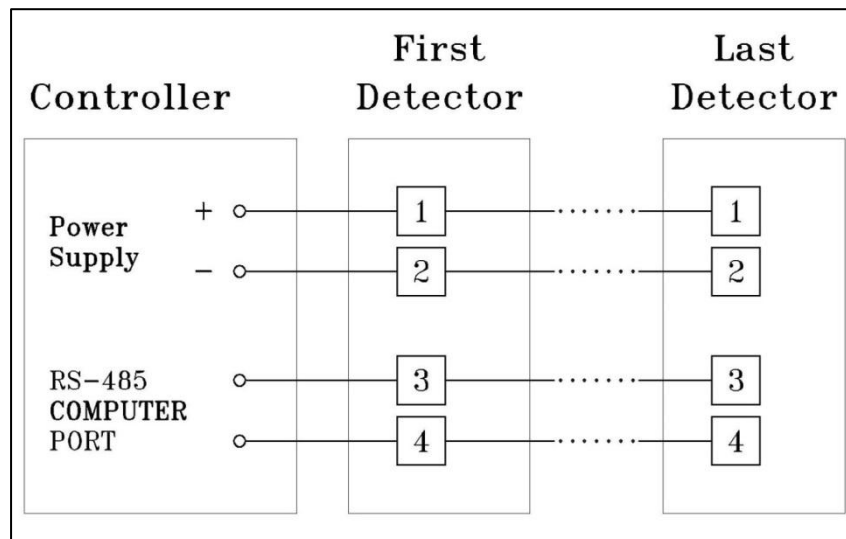 First Detector
Last Detector
Controller
Power Supply
+
-
1
1
2
2
RS-485
COMPUTER
PORT
3
3
4
4